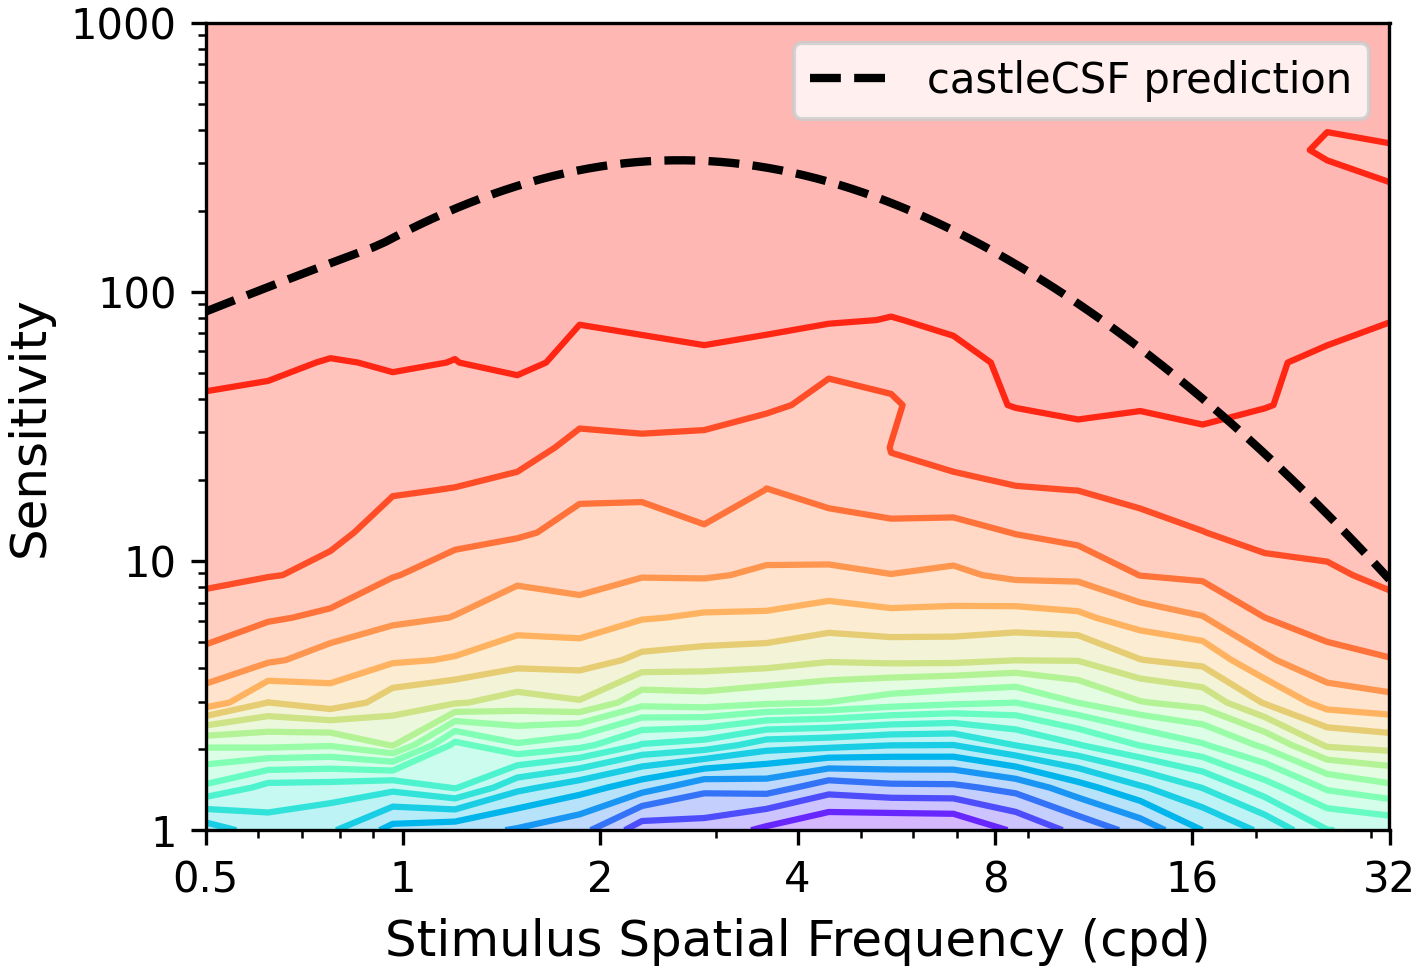 1000
100
10
1
Sensitivity
castleCSF prediction
0.5 1 2 4 8 16 32
Stimulus Spatial Frequency (cpd)